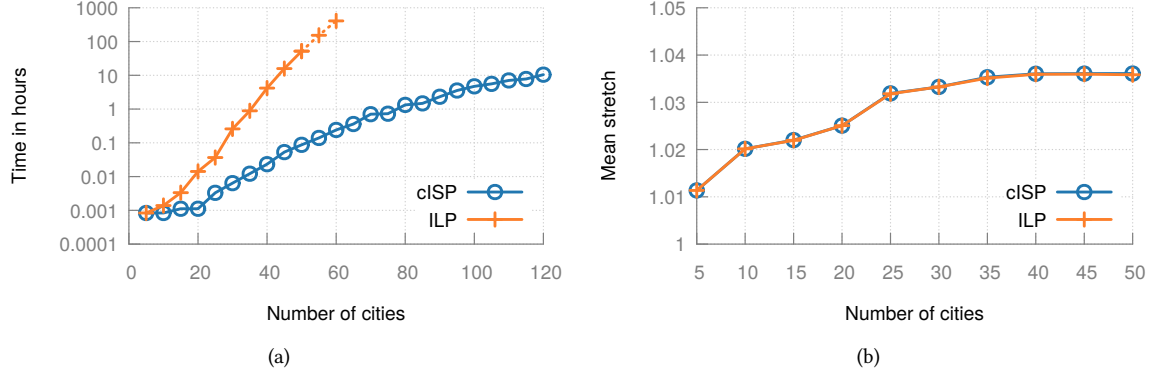 1000
100
10
1
0.1
0.01
0.001
0.0001
Time in hours
cISP
ILP
0 20 40 60 80 100 120
Number of cities
(a)
1.05
1.04
1.03
1.02
1.01
1
Mean stretch
cISP
ILP
5 10 15 20 25 30 35 40 45 50
Number of cities
(b)